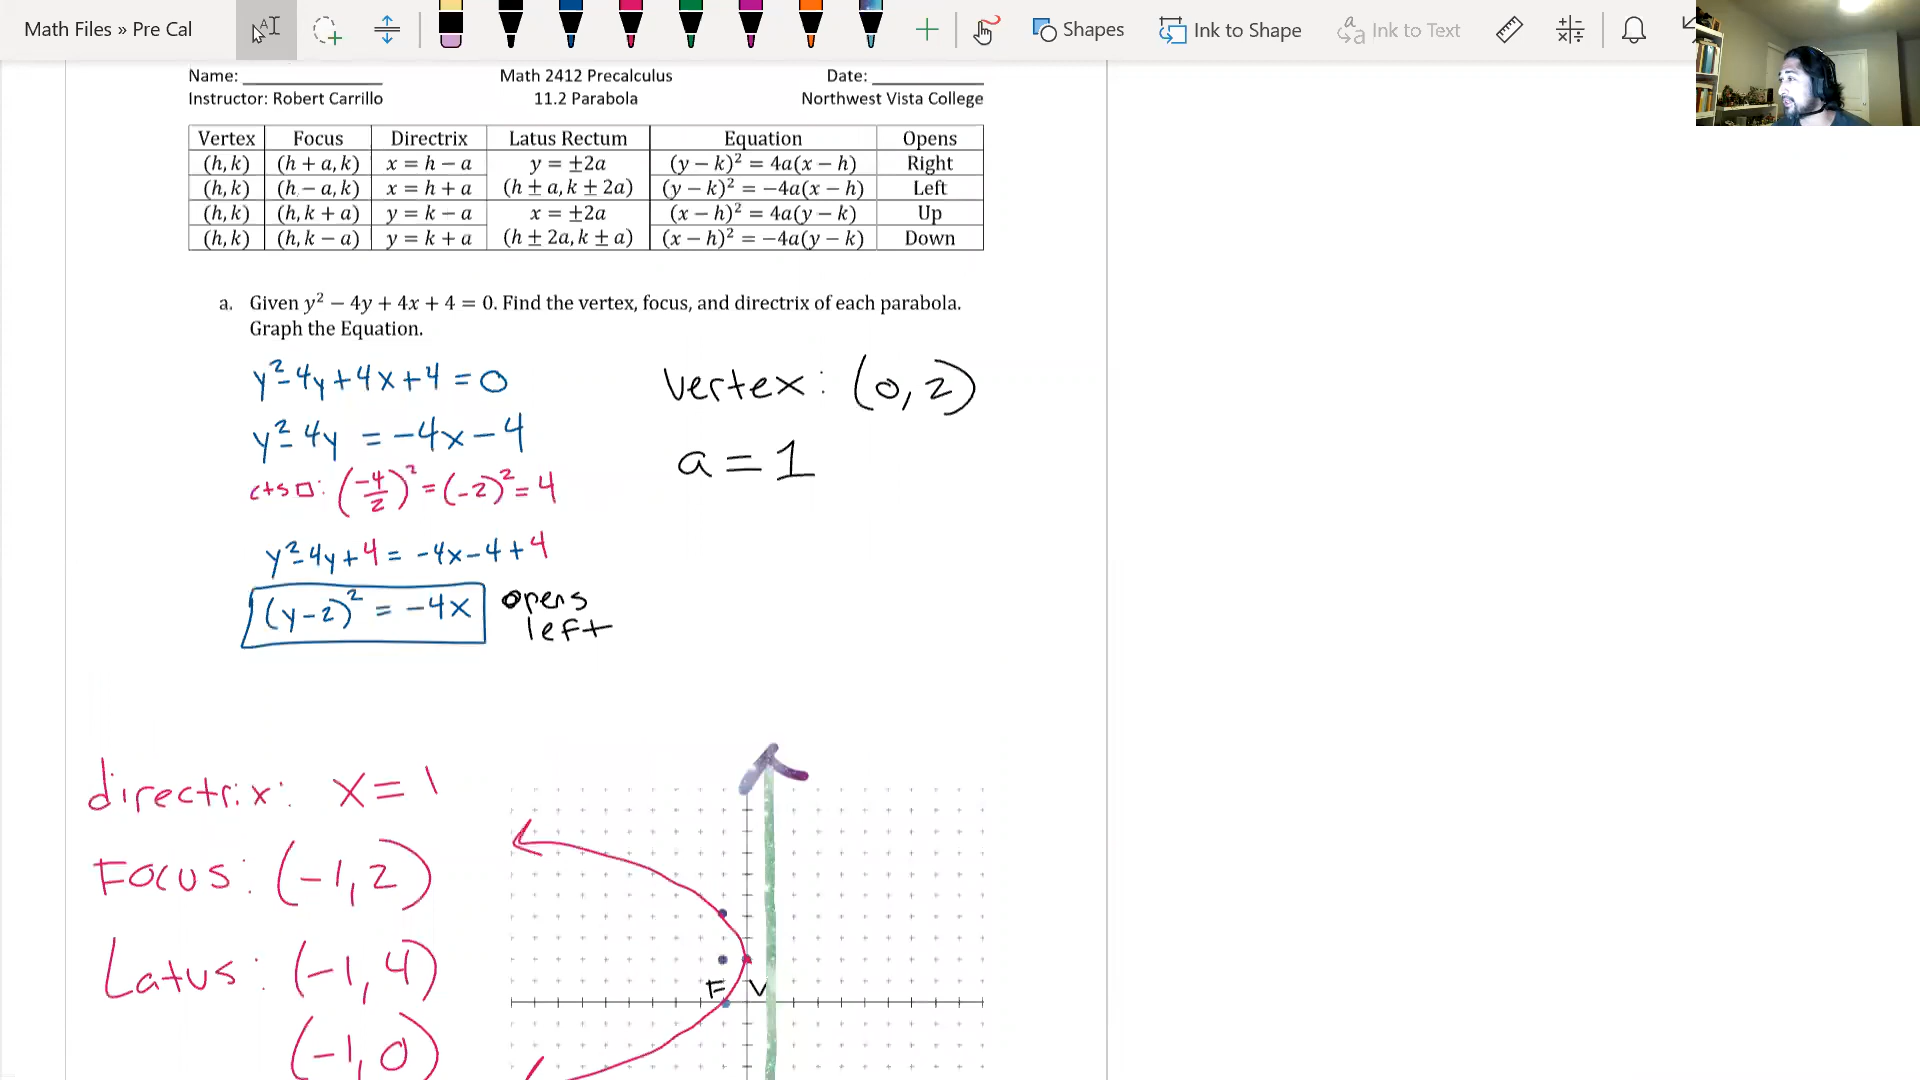 Math Files » Pre Cal
Shapes
Ink to Shape
Ink to Text
Name: ______________ Math 2412 Precalculus Date: ___________
Instructor: Robert Carrillo 11.2 Parabola Northwest Vista College
Vertex Focus Directrix Latus Rectum Equation Opens
(h, k) (h + a, k) x = h − a y = ±2a (y − k)² = 4a(x − h) Right
(h, k) (h − a, k) x = h + a (h ± a, k ± 2a) (y − k)² = −4a(x − h) Left
(h, k) (h, k + a) y = k − a x = ±2a (x − h)² = 4a(y − k) Up
(h, k) (h, k − a) y = k + a (h ± 2a, k ± a) (x − h)² = −4a(y − k) Down
a. Given y² − 4y + 4x + 4 = 0. Find the vertex, focus, and directrix of each parabola.
Graph the Equation.
y² - 4y + 4x + 4 = 0
vertex: (0, 2)
y² - 4y = -4x - 4
a = 1
cts □: (-4/2)² = (-2)² = 4
y² - 4y + 4 = -4x - 4 + 4
(y - 2)² = -4x
opens
left
directrix: x = 1
Focus: (-1, 2)
Latus: (-1, 4)
(-1, 0)
F V